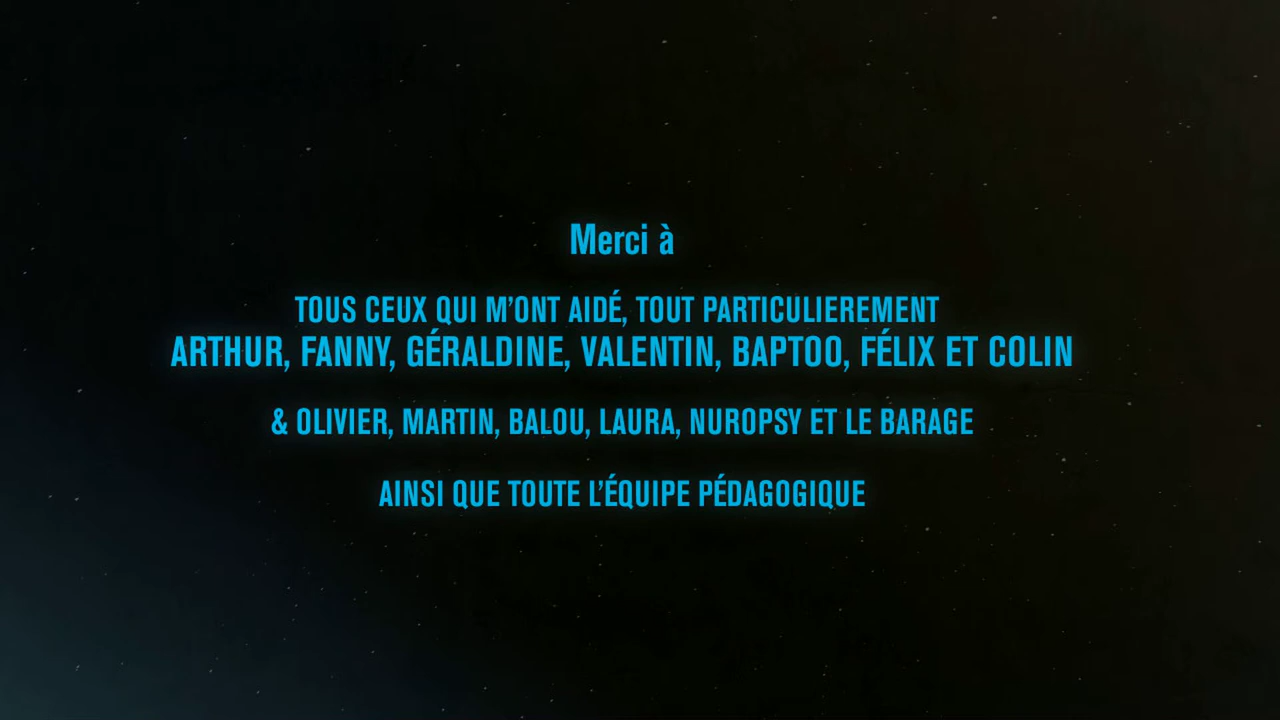 Merci à
TOUS CEUX QUI M'ONT AIDÉ, TOUT PARTICULIEREMENT
ARTHUR, FANNY, GÉRALDINE, VALENTIN, BAPTOO, FÉLIX ET COLIN
& OLIVIER, MARTIN, BALOU, LAURA, NUROPSY ET LE BARAGE
AINSI QUE TOUTE L'ÉQUIPE PÉDAGOGIQUE